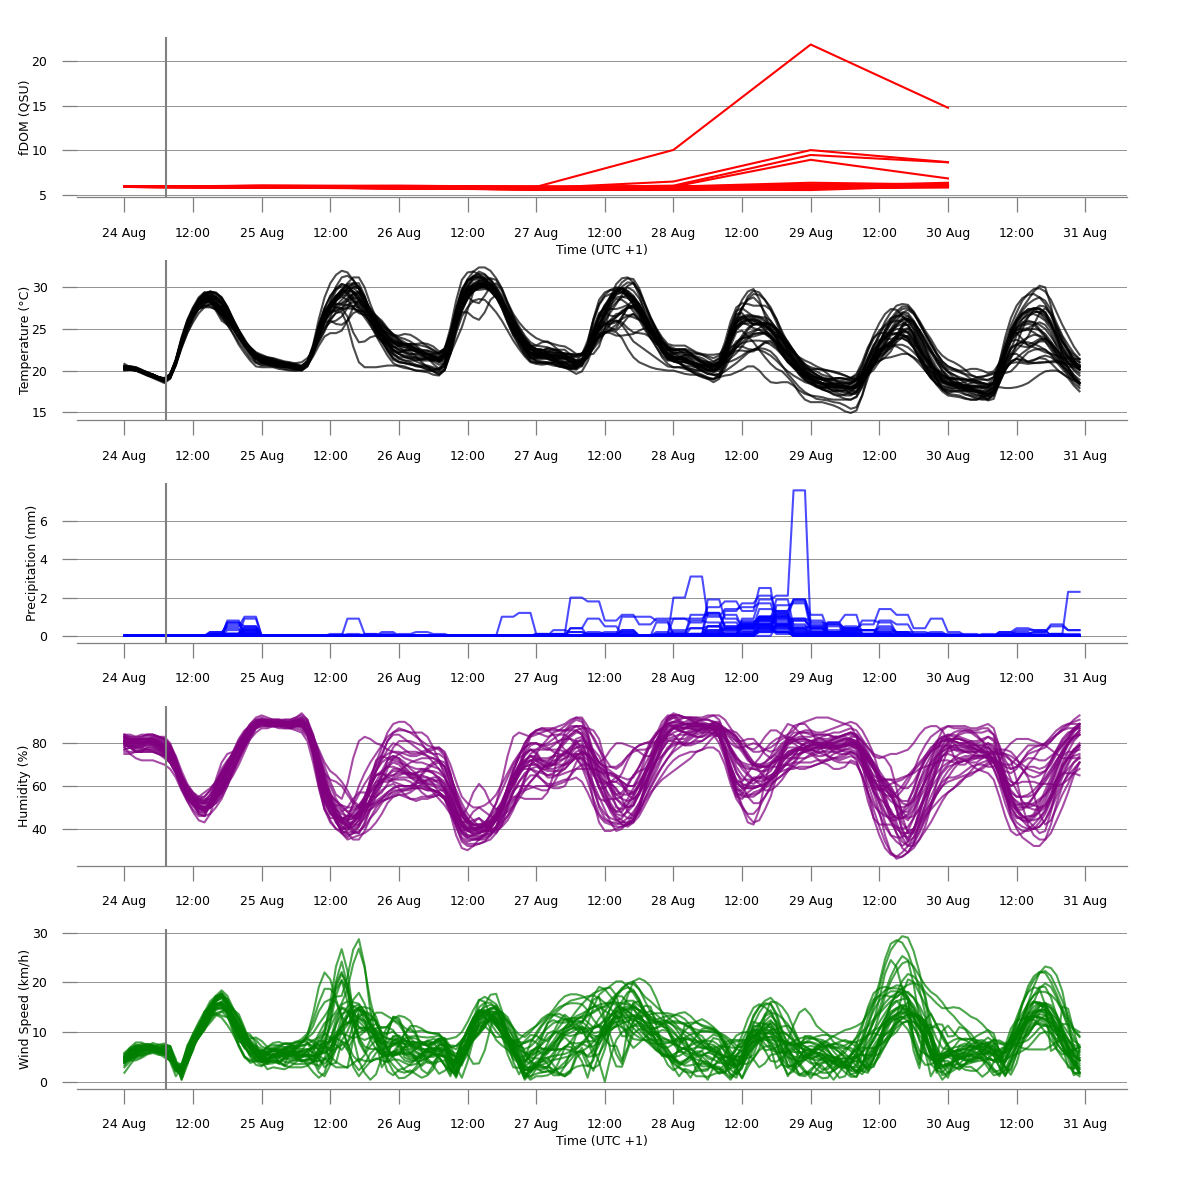 20
15
10
5
fDOM (QSU)
24 Aug 12:00 25 Aug 12:00 26 Aug 12:00 27 Aug 12:00 28 Aug 12:00 29 Aug 12:00 30 Aug 12:00 31 Aug
Time (UTC +1)
30
25
20
15
Temperature (°C)
24 Aug 12:00 25 Aug 12:00 26 Aug 12:00 27 Aug 12:00 28 Aug 12:00 29 Aug 12:00 30 Aug 12:00 31 Aug
6
4
2
0
Precipitation (mm)
24 Aug 12:00 25 Aug 12:00 26 Aug 12:00 27 Aug 12:00 28 Aug 12:00 29 Aug 12:00 30 Aug 12:00 31 Aug
80
60
40
Humidity (%)
24 Aug 12:00 25 Aug 12:00 26 Aug 12:00 27 Aug 12:00 28 Aug 12:00 29 Aug 12:00 30 Aug 12:00 31 Aug
30
20
10
0
Wind Speed (km/h)
24 Aug 12:00 25 Aug 12:00 26 Aug 12:00 27 Aug 12:00 28 Aug 12:00 29 Aug 12:00 30 Aug 12:00 31 Aug
Time (UTC +1)